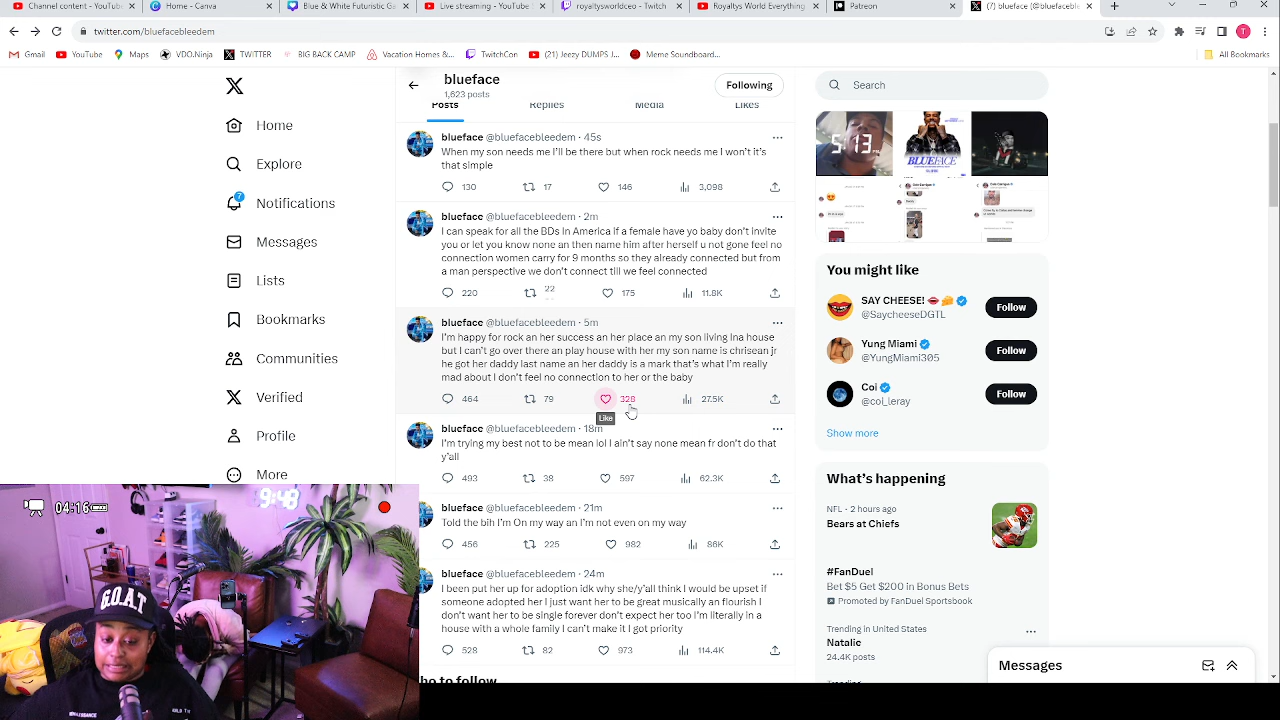 Channel content - YouTube
Home - Canva
Blue & White Futuristic Ga
Live streaming - YouTube
royaltysworldceo - Twitch
Royaltys World Everything
Patreon
(7) blueface (@bluefacebleedem
twitter.com/bluefacebleedem
T
Gmail
YouTube
Maps
VDO.Ninja
TWITTER
BIG BACK CAMP
Vacation Homes &...
TwitchCon
(21) Jeezy DUMPS J...
Meme Soundboard...
All Bookmarks
blueface
1,623 posts
Following
Posts
Replies
Media
Likes
Home
Explore
7
Notifications
Messages
Lists
Bookmarks
Communities
Verified
Profile
More
blueface @bluefacebleedem · 45s
When my son needs me I'll be there but when rock needs me I won't it's
that simple
130 17 146 3,098
blueface @bluefacebleedem · 2m
I can speak for all the BDs In America if a female have yo baby don't invite
you or let you know non an then name him after herself u no gone feel no
connection women carry for 9 months so they already connected but from
a man perspective we don't connect till we feel connected
220 22 175 11.8K
blueface @bluefacebleedem · 5m
I'm happy for rock an her success an her place an my son living Ina house
but I can't go over there an play house with her my son name is chrisean jr
he got her daddy last name an her daddy is a mark that's what I'm really
mad about I don't feel no connection to her or the baby
464 79 328 27.5K
Like
blueface @bluefacebleedem · 18m
I'm trying my best not to be mean lol I ain't say none mean fr don't do that
y'all
493 38 597 62.3K
blueface @bluefacebleedem · 21m
Told the bih I'm On my way an I'm not even on my way
456 225 982 86K
blueface @bluefacebleedem · 24m
I been put her up for adoption idk why she/y'all think I would be upset if
someone adopted her I just want her to be great musically an flourish I
don't want her to be single forever don't expect her too I'm literally in a
house with a whole family I can't make it I got priority
528 82 973 114.4K
ho to follow
Search
5:13
BLUEFACE
You might like
SAY CHEESE!
@SaycheeseDGTL
Follow
Yung Miami
@YungMiami305
Follow
Coi
@coi_leray
Follow
Show more
What's happening
NFL · 2 hours ago
Bears at Chiefs
#FanDuel
Bet $5 Get $200 in Bonus Bets
Promoted by FanDuel Sportsbook
Trending in United States
Natalic
24.4K posts
Messages
04:16
9:48
G.O.A.T